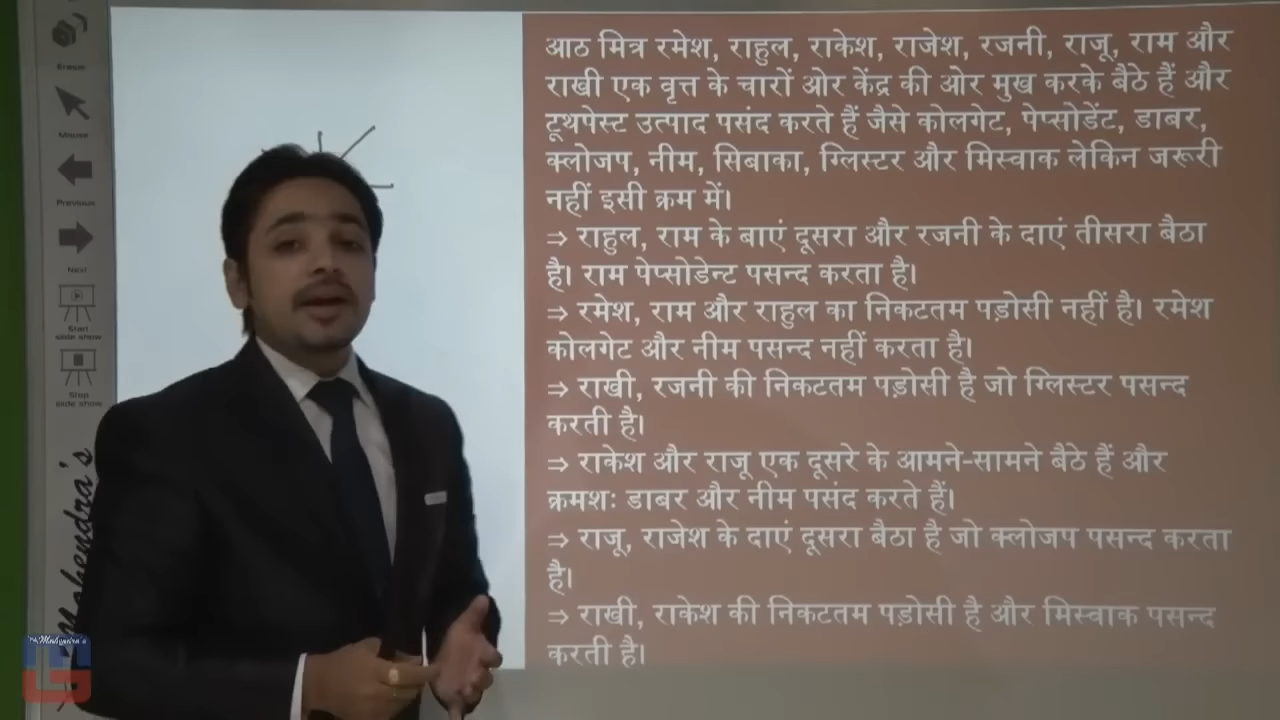 Eraser
Mouse
Previous
Next
Start
slide show
Stop
slide show
Mahendra's
आठ मित्र रमेश, राहुल, राकेश, राजेश, रजनी, राजू, राम और
राखी एक वृत्त के चारों ओर केंद्र की ओर मुख करके बैठे हैं और
टूथपेस्ट उत्पाद पसंद करते हैं जैसे कोलगेट, पेप्सोडेंट, डाबर,
क्लोजप, नीम, सिबाका, ग्लिस्टर और मिस्वाक लेकिन जरूरी
नहीं इसी क्रम में।
⇒ राहुल, राम के बाएं दूसरा और रजनी के दाएं तीसरा बैठा
है। राम पेप्सोडेन्ट पसन्द करता है।
⇒ रमेश, राम और राहुल का निकटतम पड़ोसी नहीं है। रमेश
कोलगेट और नीम पसन्द नहीं करता है।
⇒ राखी, रजनी की निकटतम पड़ोसी है जो ग्लिस्टर पसन्द
करती है।
⇒ राकेश और राजू एक दूसरे के आमने-सामने बैठे हैं और
क्रमशः डाबर और नीम पसंद करते हैं।
⇒ राजू, राजेश के दाएं दूसरा बैठा है जो क्लोजप पसन्द करता
है।
⇒ राखी, राकेश की निकटतम पड़ोसी है और मिस्वाक पसन्द
करती है।
Mahendra's